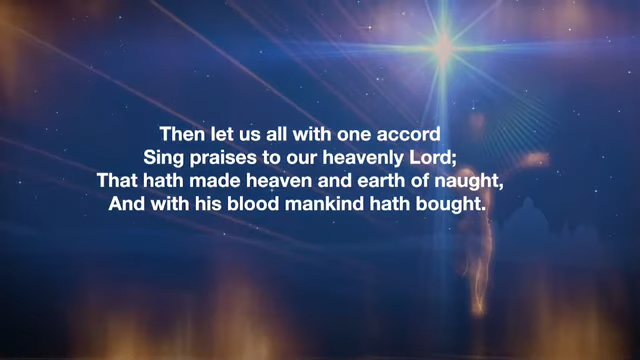 Then let us all with one accord
Sing praises to our heavenly Lord;
That hath made heaven and earth of naught,
And with his blood mankind hath bought.